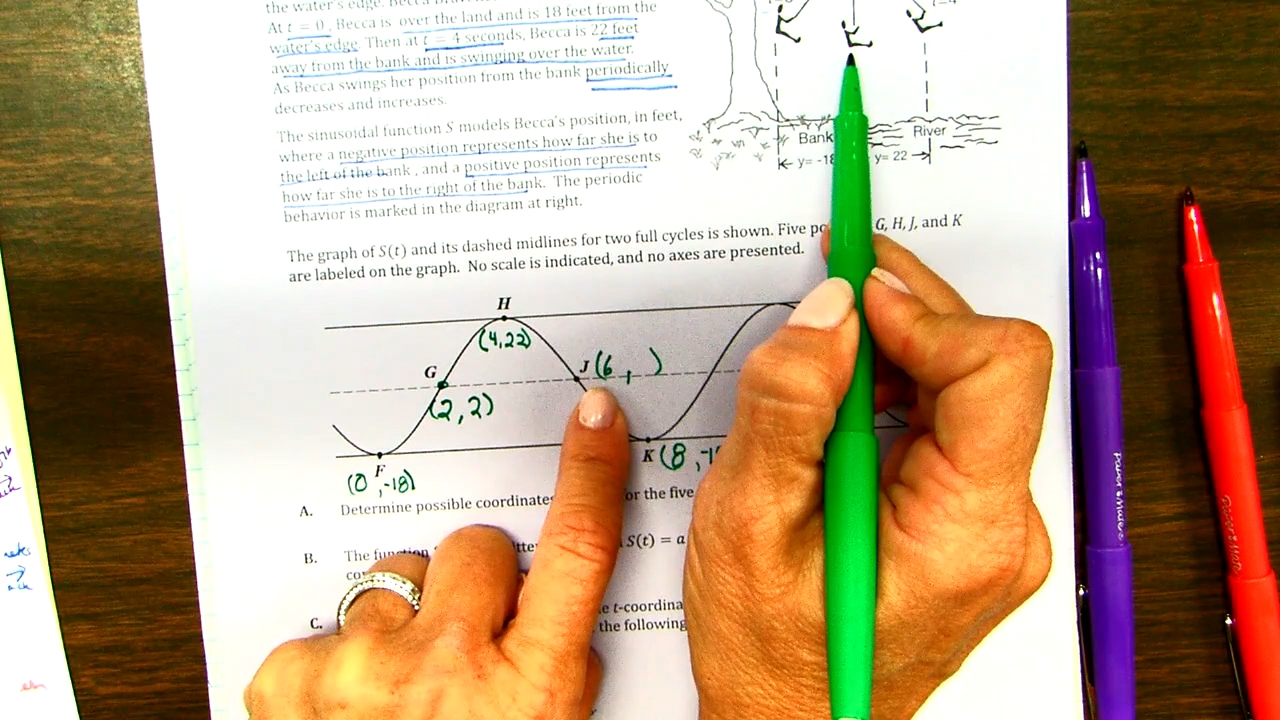 the water's edge. Becca
At t = 0, Becca is over the land and is 18 feet from the
water's edge. Then at t = 4 seconds, Becca is 22 feet
away from the bank and is swinging over the water.
As Becca swings her position from the bank periodically
decreases and increases.
The sinusoidal function S models Becca's position, in feet,
where a negative position represents how far she is to
the left of the bank , and a positive position represents
how far she is to the right of the bank. The periodic
behavior is marked in the diagram at right.
Bank
River
y= -18
y= 22
The graph of S(t) and its dashed midlines for two full cycles is shown. Five G, H, J, and K
are labeled on the graph. No scale is indicated, and no axes are presented.
H
(4,22)
G
J (6 , )
(2, 2)
F
K (8
(0 ,-18)
A. Determine possible coordinates for the five
B. The S(t) = a
C. t-coordina
the following